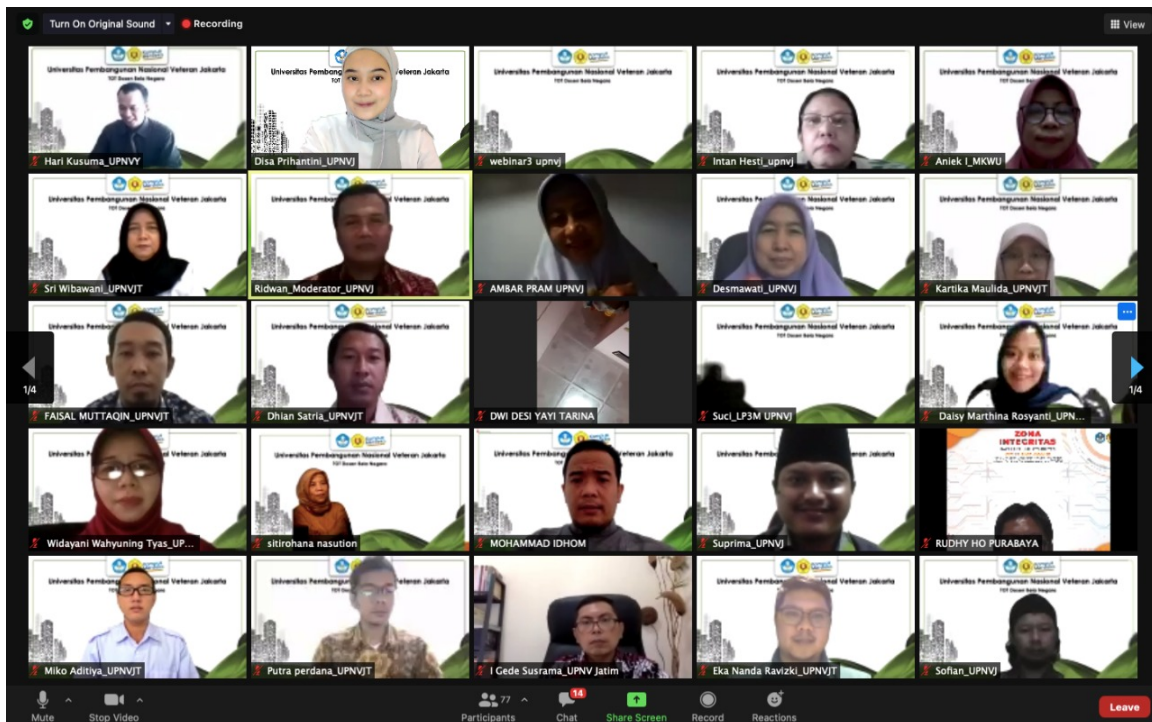 Turn On Original Sound
Recording
View
Universitas Pembangunan Nasional Veteran Jakarta
TOT Dosen Bela Negara
Hari Kusuma_UPNVY
Disa Prihantini_UPNVJ
webinar3 upnvj
Intan Hesti_upnvj
Aniek I_MKWU
Sri Wibawani_UPNVJT
Ridwan_Moderator_UPNVJ
AMBAR PRAM UPNVJ
Desmawati_UPNVJ
Kartika Maulida_UPNVJT
1/4
1/4
FAISAL MUTTAQIN_UPNVJT
Dhian Satria_UPNVJT
DWI DESI YAYI TARINA
Suci_LP3M UPNVJ
Daisy Marthina Rosyanti_UPN...
Widayani Wahyuning Tyas_UP...
sitirohana nasution
MOHAMMAD IDHOM
Suprima_UPNVJ
ZONA
INTEGRITAS
RUDHY HO PURABAYA
Miko Aditiya_UPNVJT
Putra perdana_UPNVJT
I Gede Susrama_UPNV Jatim
Eka Nanda Ravizki_UPNVJT
Sofian_UPNVJ
Mute
Stop Video
77
Participants
14
Chat
Share Screen
Record
Reactions
Leave